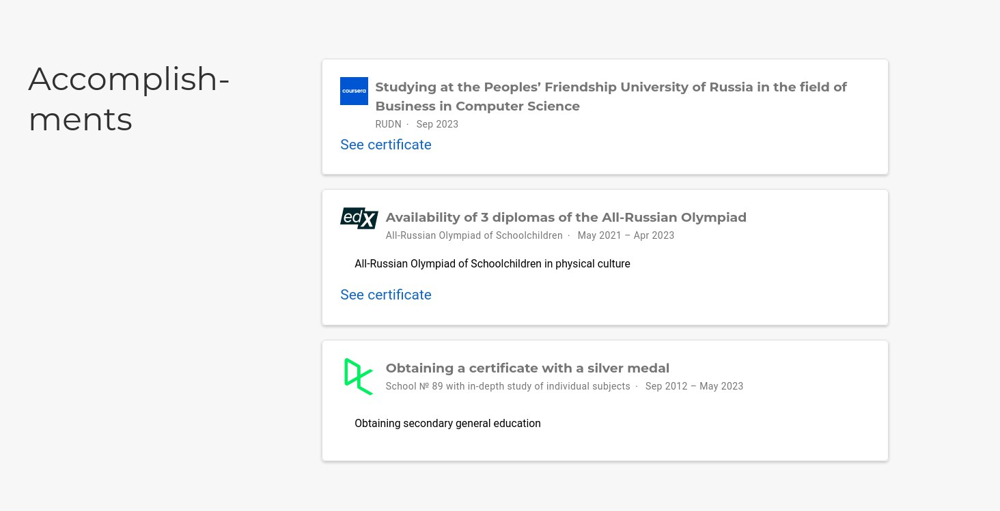 Accomplish-
ments
coursera
Studying at the Peoples’ Friendship University of Russia in the field of
Business in Computer Science
RUDN · Sep 2023
See certificate
edX
Availability of 3 diplomas of the All-Russian Olympiad
All-Russian Olympiad of Schoolchildren · May 2021 – Apr 2023
All-Russian Olympiad of Schoolchildren in physical culture
See certificate
Obtaining a certificate with a silver medal
School № 89 with in-depth study of individual subjects · Sep 2012 – May 2023
Obtaining secondary general education